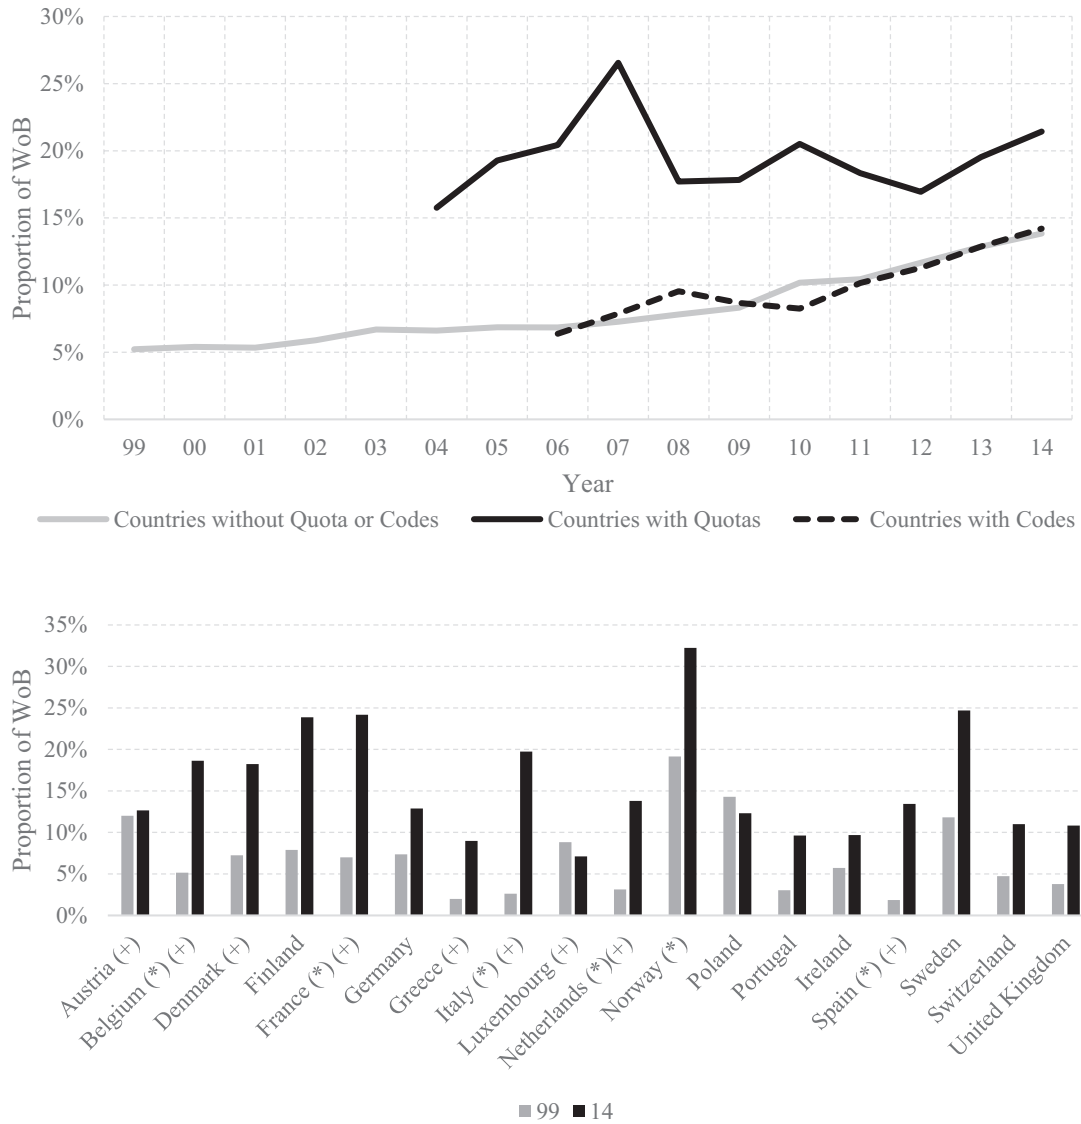 30%
25%
20%
15%
10%
5%
0%
Proportion of WoB
99 00 01 02 03 04 05 06 07 08 09 10 11 12 13 14
Year
Countries without Quota or Codes Countries with Quotas Countries with Codes
35%
30%
25%
20%
15%
10%
5%
0%
Proportion of WoB
Austria (+)
Belgium (*) (+)
Denmark (+)
Finland
France (*) (+)
Germany
Greece (+)
Italy (*) (+)
Luxembourg (+)
Netherlands (*)(+)
Norway (*)
Poland
Portugal
Ireland
Spain (*) (+)
Sweden
Switzerland
United Kingdom
99 14